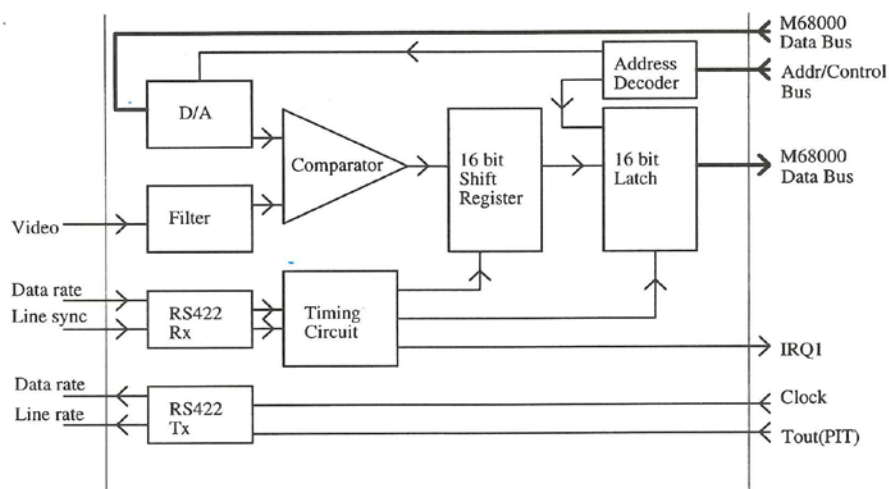 M68000
Data Bus
Address
Decoder
Addr/Control
Bus
D/A
Comparator
16 bit
Shift
Register
16 bit
Latch
M68000
Data Bus
Video
Filter
Data rate
Line sync
RS422
Rx
Timing
Circuit
IRQ1
Data rate
Line rate
RS422
Tx
Clock
Tout(PIT)